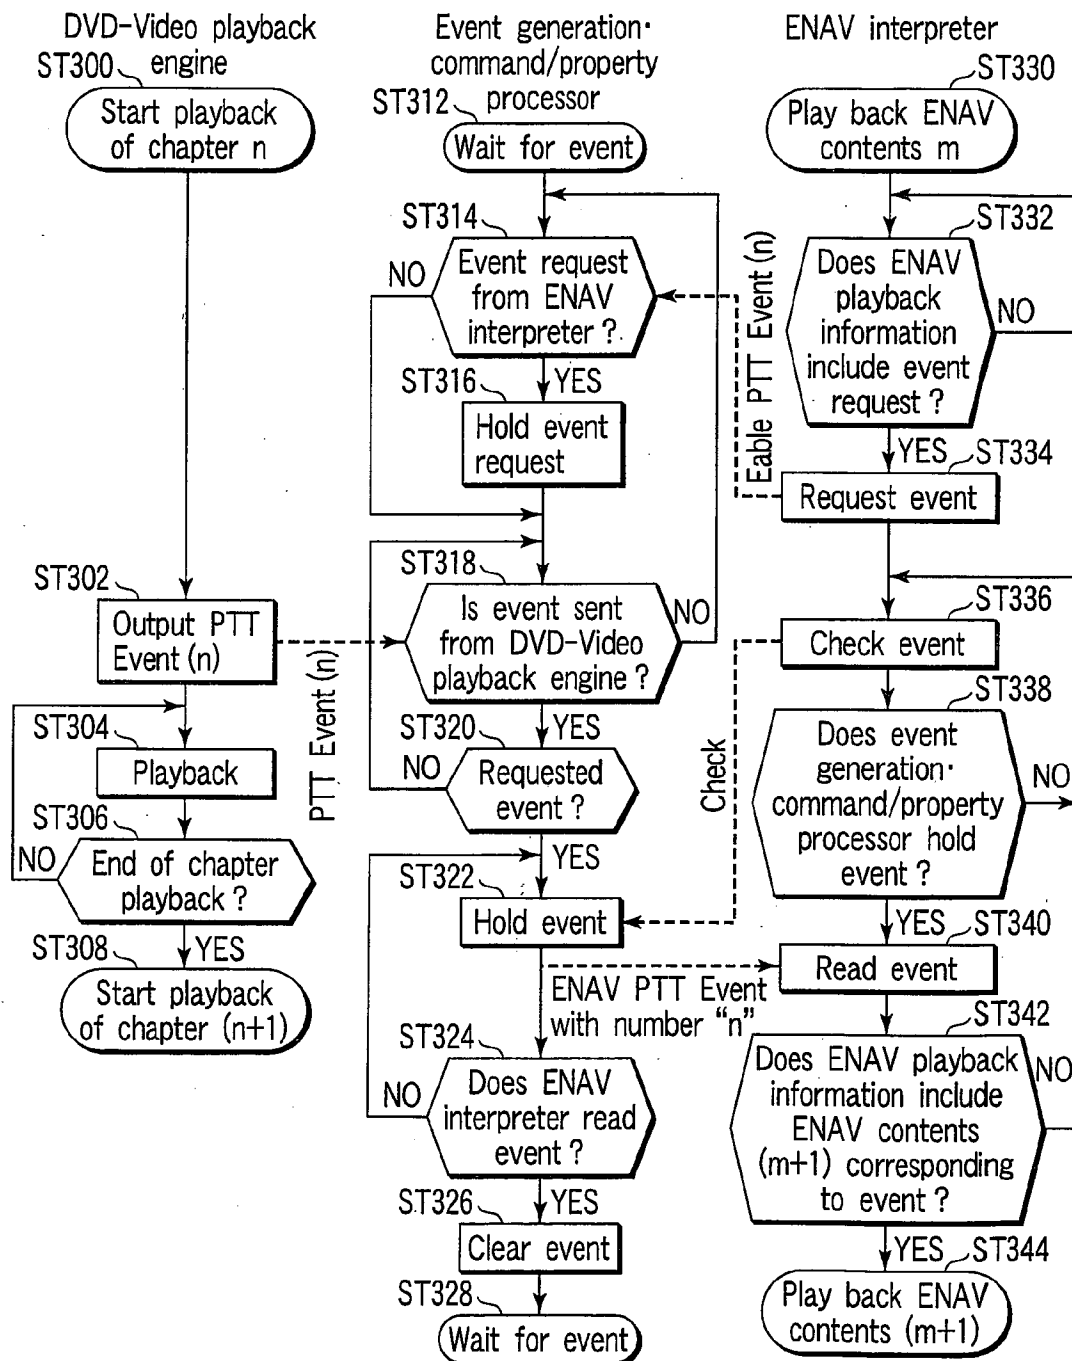 DVD-Video playback
engine
ST300
Start playback
of chapter n
ST302
Output PTT
Event (n)
PTT Event (n)
ST304
Playback
ST306
NO
End of chapter
playback ?
YES
ST308
Start playback
of chapter (n+1)
Event generation·
command/property
processor
ST312
Wait for event
ST314
NO
Event request
from ENAV
interpreter ?
YES
ST316
Hold event
request
ST318
Is event sent
from DVD-Video
playback engine ?
NO
YES
ST320
NO
Requested
event ?
YES
ST322
Hold event
ENAV PTT Event
with number "n"
ST324
NO
Does ENAV
interpreter read
event ?
YES
ST326
Clear event
ST328
Wait for event
ENAV interpreter
ST330
Play back ENAV
contents m
ST332
Does ENAV
playback
information
include event
request ?
NO
YES
ST334
Request event
Eable PTT Event (n)
ST336
Check event
Check
ST338
Does event
generation·
command/property
processor hold
event ?
NO
YES
ST340
Read event
ST342
Does ENAV playback
information include
ENAV contents
(m+1) corresponding
to event ?
NO
YES
ST344
Play back ENAV
contents (m+1)